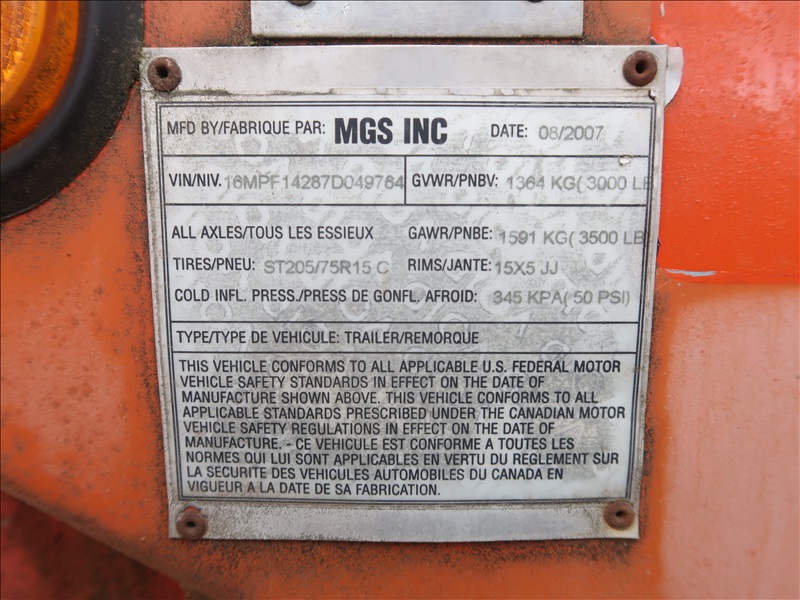 MFD BY/FABRIQUE PAR: MGS INC DATE: 08/2007
VIN/NIV. 16MPF14287D049764 GVWR/PNBV: 1364 KG( 3000 LB
ALL AXLES/TOUS LES ESSIEUX GAWR/PNBE: 1591 KG( 3500 LB
TIRES/PNEU: ST205/75R15 C RIMS/JANTE: 15X5 JJ
COLD INFL. PRESS./PRESS DE GONFL. AFROID: 345 KPA( 50 PSI)
TYPE/TYPE DE VEHICULE: TRAILER/REMORQUE
THIS VEHICLE CONFORMS TO ALL APPLICABLE U.S. FEDERAL MOTOR
VEHICLE SAFETY STANDARDS IN EFFECT ON THE DATE OF
MANUFACTURE SHOWN ABOVE. THIS VEHICLE CONFORMS TO ALL
APPLICABLE STANDARDS PRESCRIBED UNDER THE CANADIAN MOTOR
VEHICLE SAFETY REGULATIONS IN EFFECT ON THE DATE OF
MANUFACTURE. - CE VEHICULE EST CONFORME A TOUTES LES
NORMES QUI LUI SONT APPLICABLES EN VERTU DU REGLEMENT SUR
LA SECURITE DES VEHICULES AUTOMOBILES DU CANADA EN
VIGUEUR A LA DATE DE SA FABRICATION.